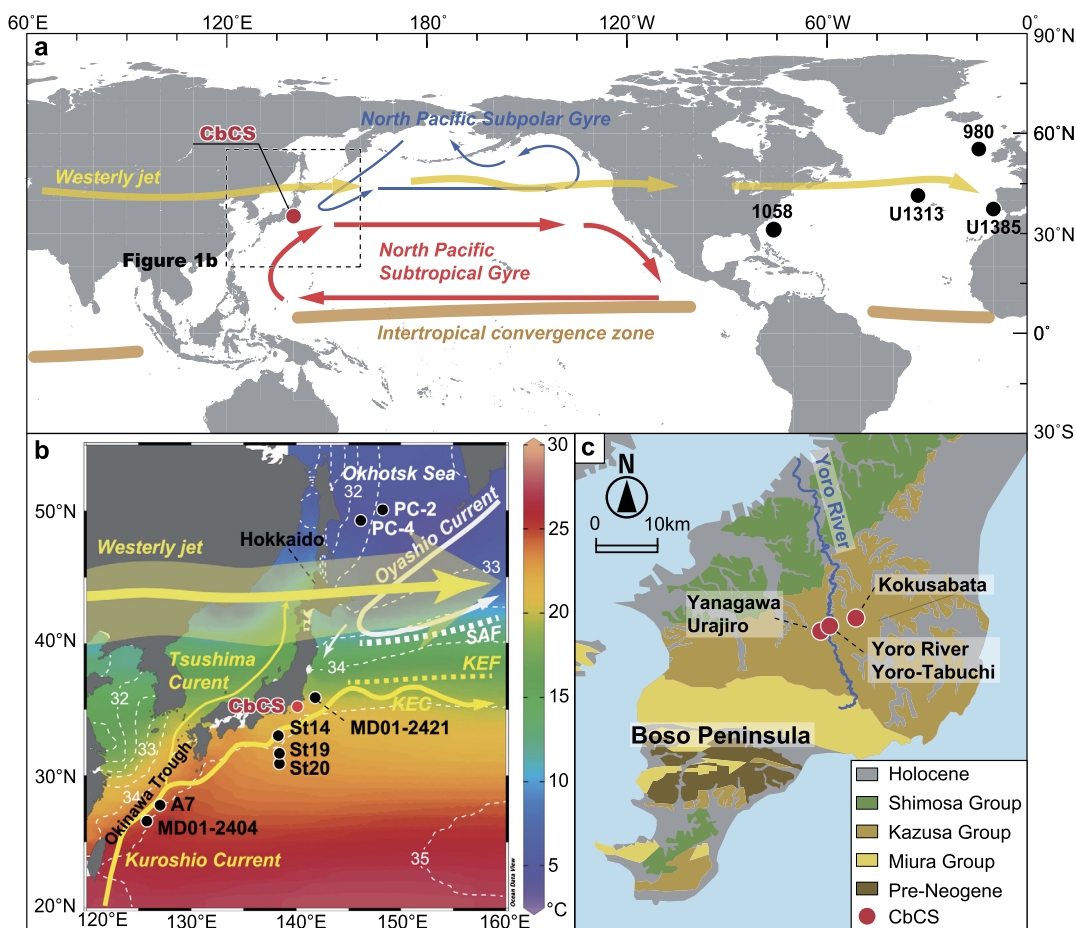 60°E
120°E
180°
120°W
60°W
0°
a
90°N
North Pacific Subpolar Gyre
CbCS
980
60°N
Westerly jet
1058
U1313
U1385
30°N
North Pacific
Subtropical Gyre
Figure 1b
Intertropical convergence zone
0°
30°S
b
30
Okhotsk Sea
32
PC-2
PC-4
50°N
Hokkaido
Oyashio Current
25
Westerly jet
33
20
40°N
SAF
34
Tsushima
Curent
KEF
32
15
CbCS
KEC
St14
MD01-2421
33
St19
St20
10
30°N
34
Okinawa Trough
A7
MD01-2404
Kuroshio Current
35
5
Ocean Data View
20°N
°C
120°E
130°E
140°E
150°E
160°E
c
N
0
10km
Yoro River
Kokusabata
Yanagawa
Urajiro
Yoro River
Yoro-Tabuchi
Boso Peninsula
Holocene
Shimosa Group
Kazusa Group
Miura Group
Pre-Neogene
CbCS